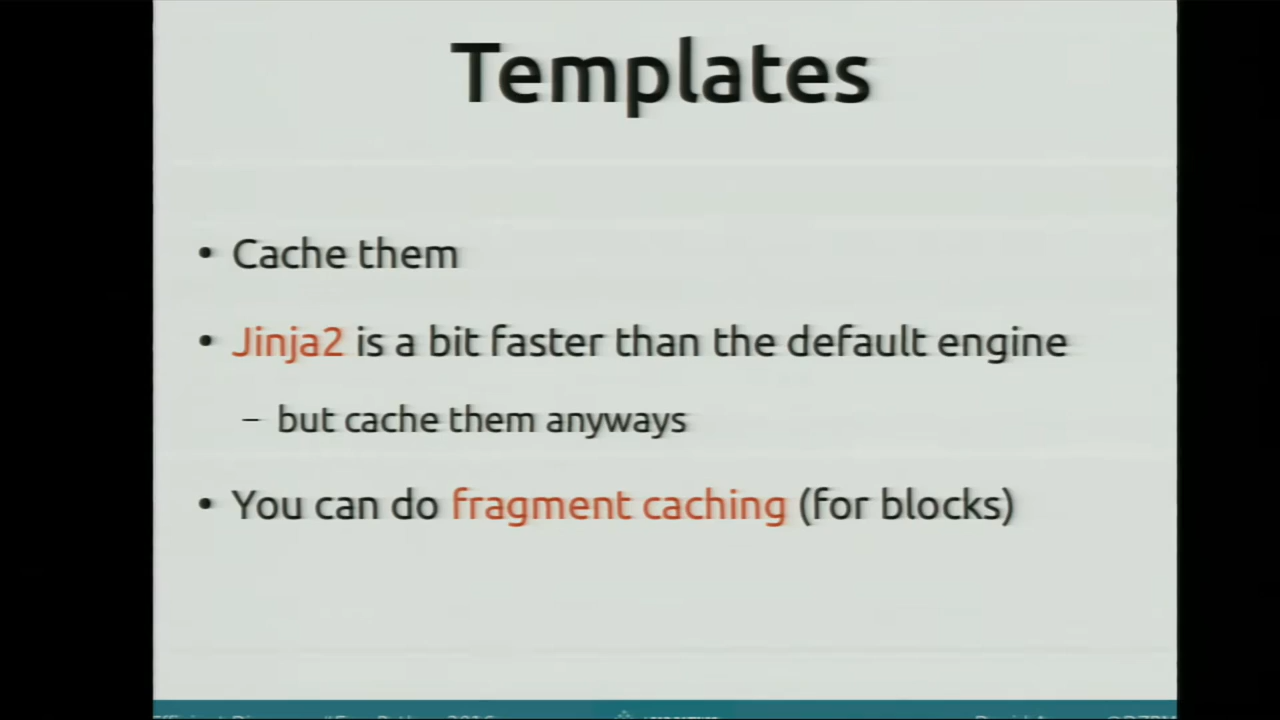 Templates
• Cache them
• Jinja2 is a bit faster than the default engine
– but cache them anyways
• You can do fragment caching (for blocks)